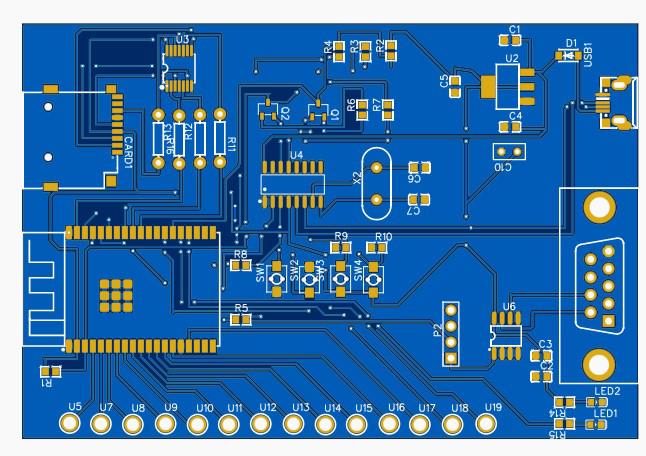 U3
R4
R3
R2
C1
D1
USB1
U2
C5
CARD1
R13
R16
R12
R11
Q2
Q1
R6
R7
C4
C10
U4
X2
C6
C7
R9
R10
R8
SW1
SW2
SW3
SW4
R5
U6
P2
C3
C2
R1
LED2
R14
LED1
R15
U5 U7 U8 U9 U10 U11 U12 U13 U14 U15 U16 U17 U18 U19